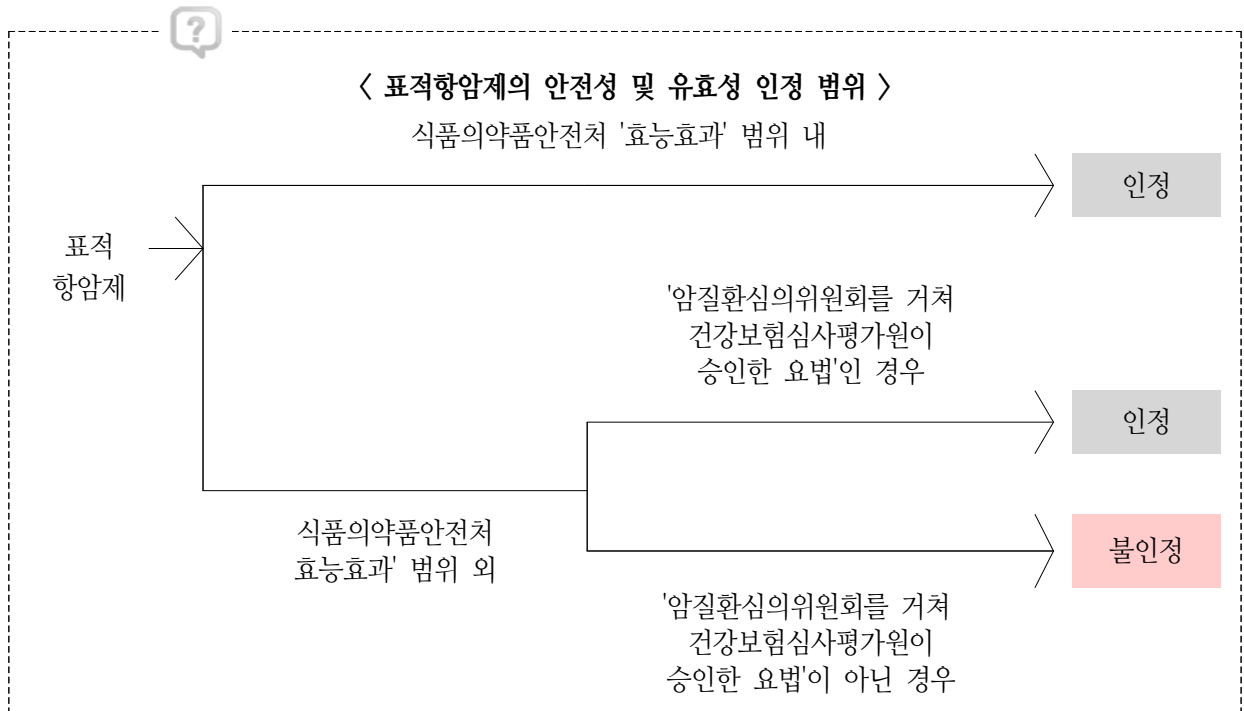 ?
〈 표적항암제의 안전성 및 유효성 인정 범위 〉
식품의약품안전처 '효능효과' 범위 내
인정
표적
항암제
'암질환심의위원회를 거쳐
건강보험심사평가원이
승인한 요법'인 경우
인정
식품의약품안전처
효능효과' 범위 외
불인정
'암질환심의위원회를 거쳐
건강보험심사평가원이
승인한 요법'이 아닌 경우